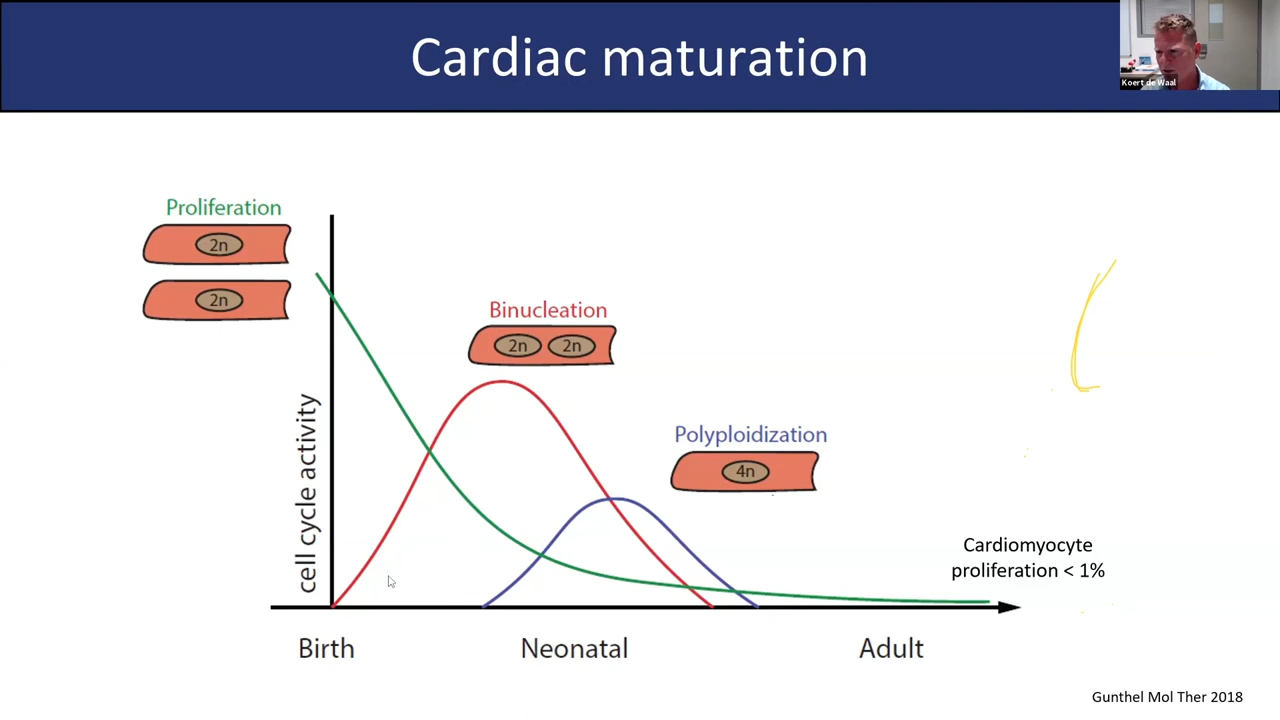 Cardiac maturation
Koert de Waal
Proliferation
2n
2n
Binucleation
2n 2n
Polyploidization
4n
cell cycle activity
Cardiomyocyte
proliferation < 1%
Birth Neonatal Adult
Gunthel Mol Ther 2018